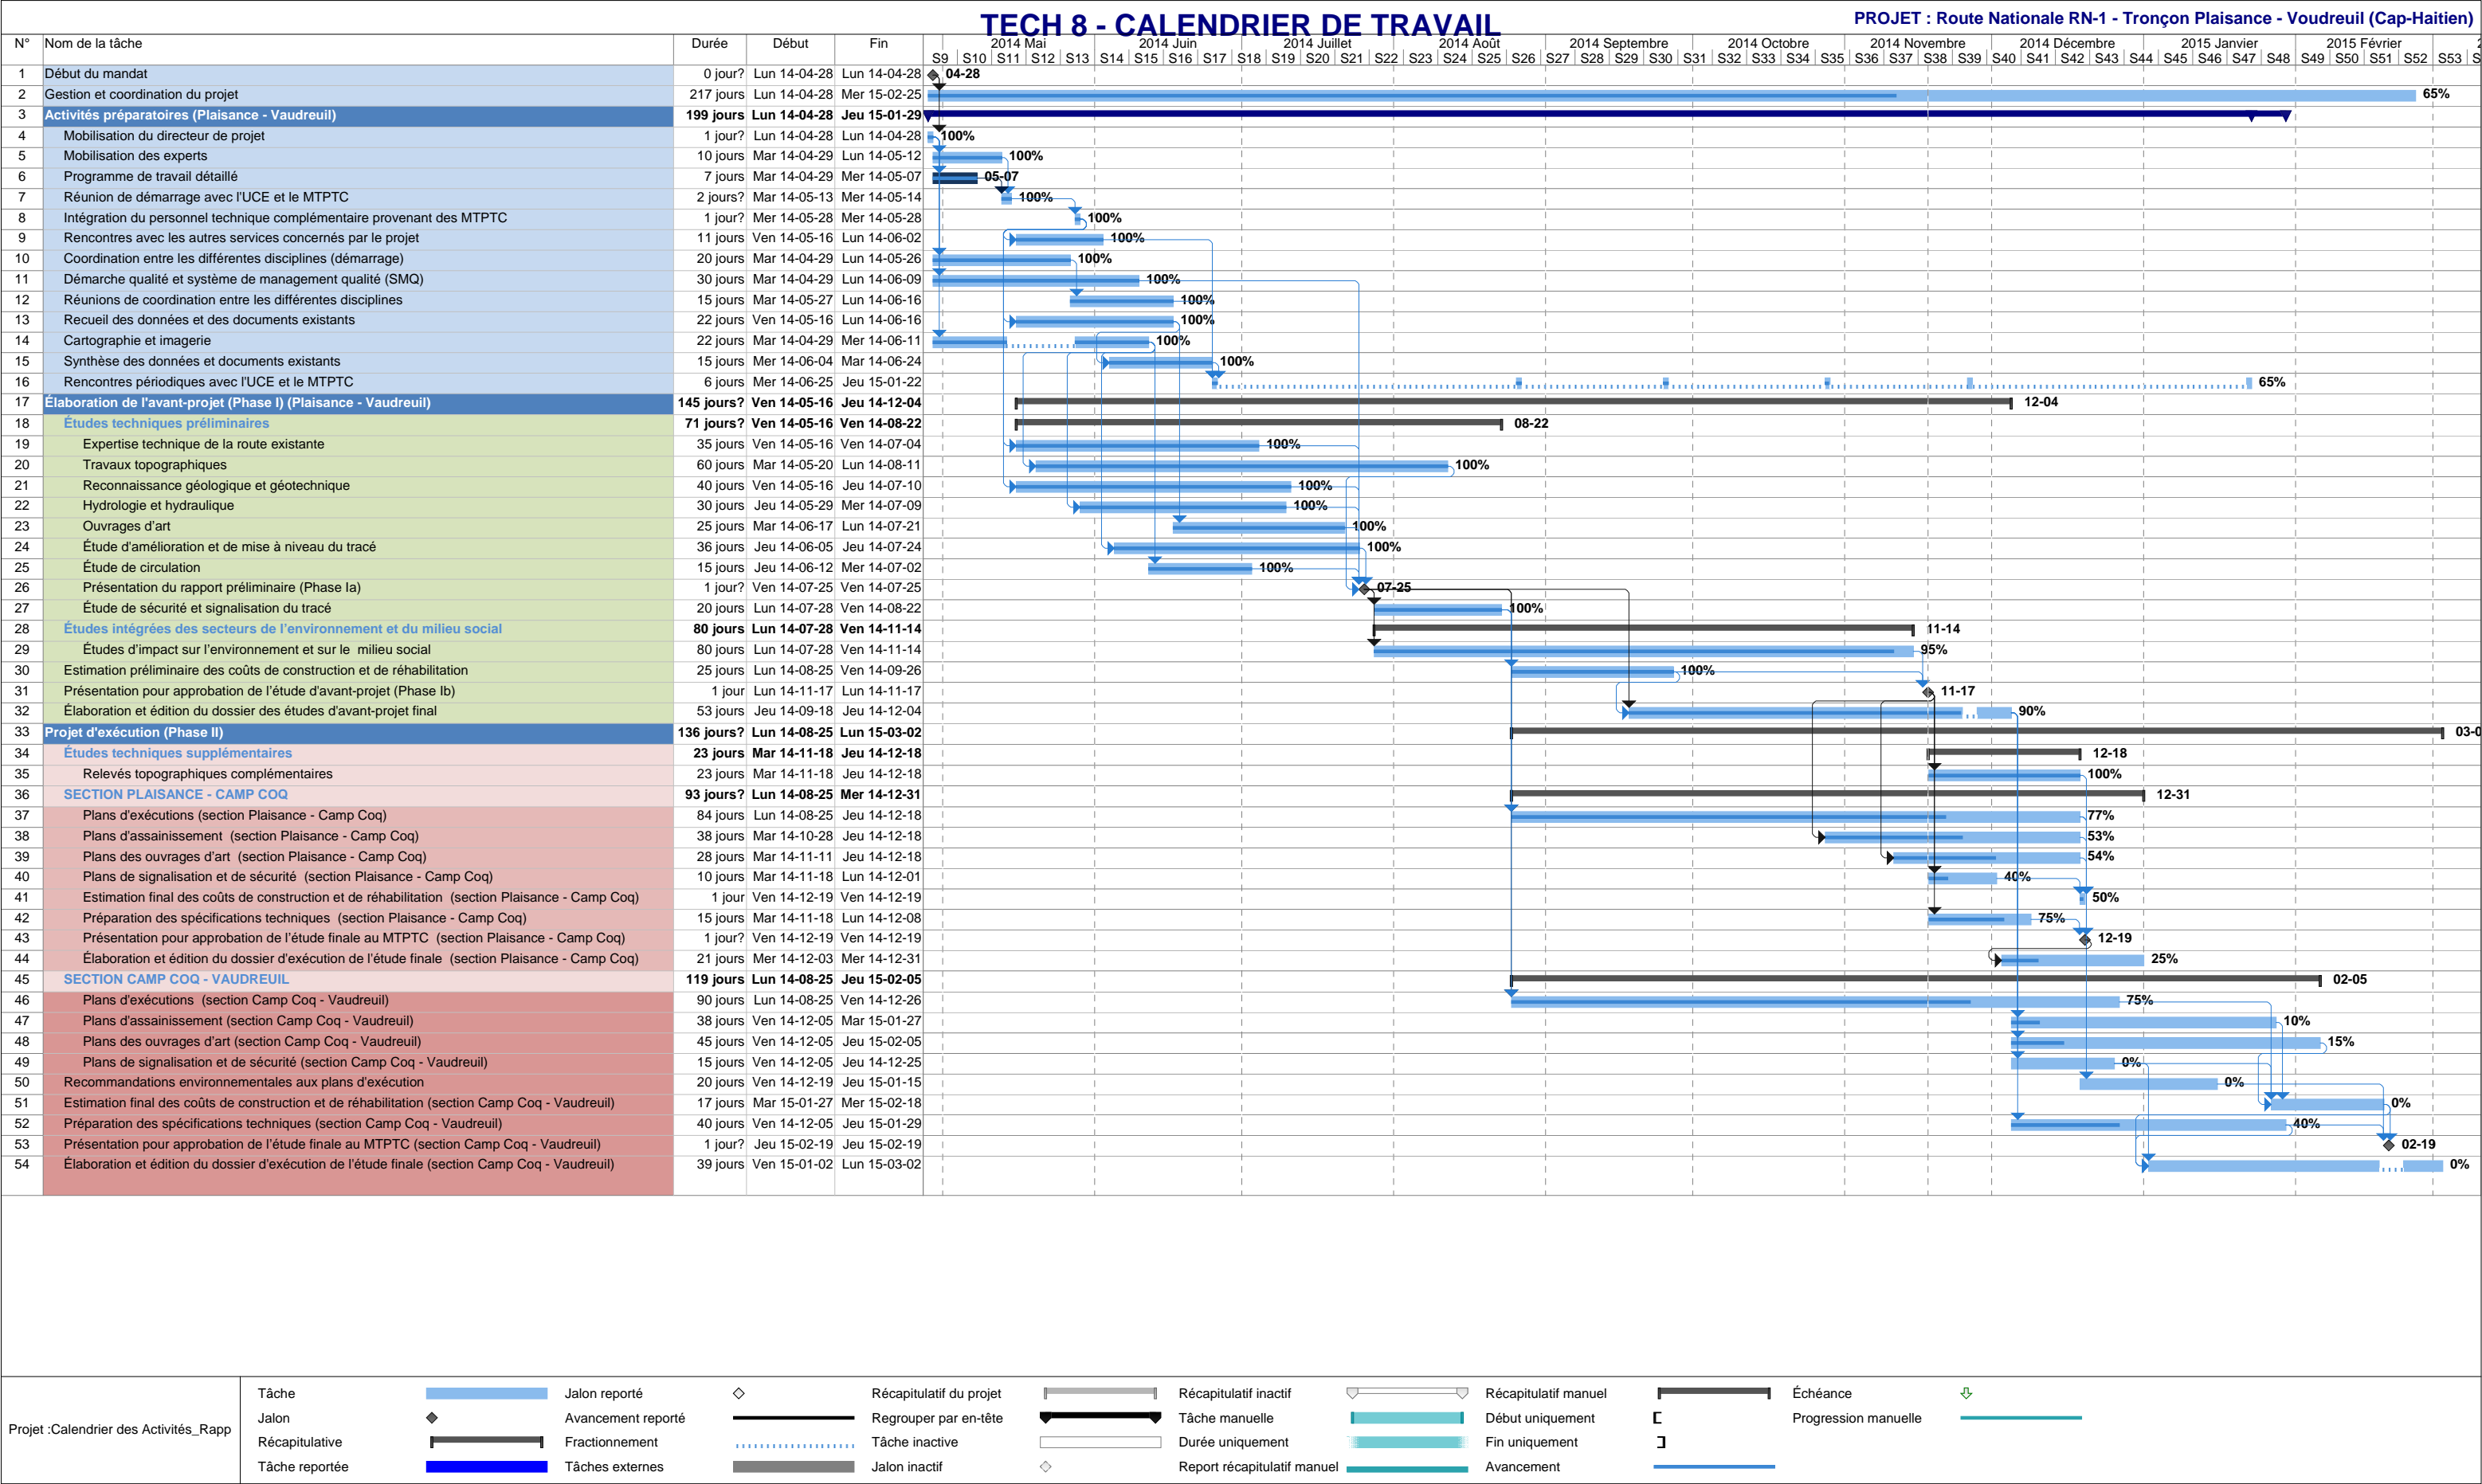 TECH 8 - CALENDRIER DE TRAVAIL
PROJET : Route Nationale RN-1 - Tronçon Plaisance - Voudreuil (Cap-Haitien)
N° Nom de la tâche Durée Début Fin 2014 Mai 2014 Juin 2014 Juillet 2014 Août 2014 Septembre 2014 Octobre 2014 Novembre 2014 Décembre 2015 Janvier 2015 Février 2
S9 S10 S11 S12 S13 S14 S15 S16 S17 S18 S19 S20 S21 S22 S23 S24 S25 S26 S27 S28 S29 S30 S31 S32 S33 S34 S35 S36 S37 S38 S39 S40 S41 S42 S43 S44 S45 S46 S47 S48 S49 S50 S51 S52 S53 S
1 Début du mandat 0 jour? Lun 14-04-28 Lun 14-04-28 04-28
2 Gestion et coordination du projet 217 jours Lun 14-04-28 Mer 15-02-25 65%
3 Activités préparatoires (Plaisance - Vaudreuil) 199 jours Lun 14-04-28 Jeu 15-01-29
4 Mobilisation du directeur de projet 1 jour? Lun 14-04-28 Lun 14-04-28 100%
5 Mobilisation des experts 10 jours Mar 14-04-29 Lun 14-05-12 100%
6 Programme de travail détaillé 7 jours Mar 14-04-29 Mer 14-05-07 05-07
7 Réunion de démarrage avec l'UCE et le MTPTC 2 jours? Mar 14-05-13 Mer 14-05-14 100%
8 Intégration du personnel technique complémentaire provenant des MTPTC 1 jour? Mer 14-05-28 Mer 14-05-28 100%
9 Rencontres avec les autres services concernés par le projet 11 jours Ven 14-05-16 Lun 14-06-02 100%
10 Coordination entre les différentes disciplines (démarrage) 20 jours Mar 14-04-29 Lun 14-05-26 100%
11 Démarche qualité et système de management qualité (SMQ) 30 jours Mar 14-04-29 Lun 14-06-09 100%
12 Réunions de coordination entre les différentes disciplines 15 jours Mar 14-05-27 Lun 14-06-16 100%
13 Recueil des données et des documents existants 22 jours Ven 14-05-16 Lun 14-06-16 100%
14 Cartographie et imagerie 22 jours Mar 14-04-29 Mer 14-06-11 100%
15 Synthèse des données et documents existants 15 jours Mer 14-06-04 Mar 14-06-24 100%
16 Rencontres périodiques avec l'UCE et le MTPTC 6 jours Mer 14-06-25 Jeu 15-01-22 65%
17 Élaboration de l'avant-projet (Phase I) (Plaisance - Vaudreuil) 145 jours? Ven 14-05-16 Jeu 14-12-04 12-04
18 Études techniques préliminaires 71 jours? Ven 14-05-16 Ven 14-08-22 08-22
19 Expertise technique de la route existante 35 jours Ven 14-05-16 Ven 14-07-04 100%
20 Travaux topographiques 60 jours Mar 14-05-20 Lun 14-08-11 100%
21 Reconnaissance géologique et géotechnique 40 jours Ven 14-05-16 Jeu 14-07-10 100%
22 Hydrologie et hydraulique 30 jours Jeu 14-05-29 Mer 14-07-09 100%
23 Ouvrages d'art 25 jours Mar 14-06-17 Lun 14-07-21 100%
24 Étude d'amélioration et de mise à niveau du tracé 36 jours Jeu 14-06-05 Jeu 14-07-24 100%
25 Étude de circulation 15 jours Jeu 14-06-12 Mer 14-07-02 100%
26 Présentation du rapport préliminaire (Phase Ia) 1 jour? Ven 14-07-25 Ven 14-07-25 07-25
27 Étude de sécurité et signalisation du tracé 20 jours Lun 14-07-28 Ven 14-08-22 100%
28 Études intégrées des secteurs de l'environnement et du milieu social 80 jours Lun 14-07-28 Ven 14-11-14 11-14
29 Études d'impact sur l'environnement et sur le milieu social 80 jours Lun 14-07-28 Ven 14-11-14 95%
30 Estimation préliminaire des coûts de construction et de réhabilitation 25 jours Lun 14-08-25 Ven 14-09-26 100%
31 Présentation pour approbation de l'étude d'avant-projet (Phase Ib) 1 jour Lun 14-11-17 Lun 14-11-17 11-17
32 Élaboration et édition du dossier des études d'avant-projet final 53 jours Jeu 14-09-18 Jeu 14-12-04 90%
33 Projet d'exécution (Phase II) 136 jours? Lun 14-08-25 Lun 15-03-02 03-0
34 Études techniques supplémentaires 23 jours Mar 14-11-18 Jeu 14-12-18 12-18
35 Relevés topographiques complémentaires 23 jours Mar 14-11-18 Jeu 14-12-18 100%
36 SECTION PLAISANCE - CAMP COQ 93 jours? Lun 14-08-25 Mer 14-12-31 12-31
37 Plans d'exécutions (section Plaisance - Camp Coq) 84 jours Lun 14-08-25 Jeu 14-12-18 77%
38 Plans d'assainissement (section Plaisance - Camp Coq) 38 jours Mar 14-10-28 Jeu 14-12-18 53%
39 Plans des ouvrages d'art (section Plaisance - Camp Coq) 28 jours Mar 14-11-11 Jeu 14-12-18 54%
40 Plans de signalisation et de sécurité (section Plaisance - Camp Coq) 10 jours Mar 14-11-18 Lun 14-12-01 40%
41 Estimation final des coûts de construction et de réhabilitation (section Plaisance - Camp Coq) 1 jour Ven 14-12-19 Ven 14-12-19 50%
42 Préparation des spécifications techniques (section Plaisance - Camp Coq) 15 jours Mar 14-11-18 Lun 14-12-08 75%
43 Présentation pour approbation de l'étude finale au MTPTC (section Plaisance - Camp Coq) 1 jour? Ven 14-12-19 Ven 14-12-19 12-19
44 Élaboration et édition du dossier d'exécution de l'étude finale (section Plaisance - Camp Coq) 21 jours Mer 14-12-03 Mer 14-12-31 25%
45 SECTION CAMP COQ - VAUDREUIL 119 jours Lun 14-08-25 Jeu 15-02-05 02-05
46 Plans d'exécutions (section Camp Coq - Vaudreuil) 90 jours Lun 14-08-25 Ven 14-12-26 75%
47 Plans d'assainissement (section Camp Coq - Vaudreuil) 38 jours Ven 14-12-05 Mar 15-01-27 10%
48 Plans des ouvrages d'art (section Camp Coq - Vaudreuil) 45 jours Ven 14-12-05 Jeu 15-02-05 15%
49 Plans de signalisation et de sécurité (section Camp Coq - Vaudreuil) 15 jours Ven 14-12-05 Jeu 14-12-25 0%
50 Recommandations environnementales aux plans d'exécution 20 jours Ven 14-12-19 Jeu 15-01-15 0%
51 Estimation final des coûts de construction et de réhabilitation (section Camp Coq - Vaudreuil) 17 jours Mar 15-01-27 Mer 15-02-18 0%
52 Préparation des spécifications techniques (section Camp Coq - Vaudreuil) 40 jours Ven 14-12-05 Jeu 15-01-29 40%
53 Présentation pour approbation de l'étude finale au MTPTC (section Camp Coq - Vaudreuil) 1 jour? Jeu 15-02-19 Jeu 15-02-19 02-19
54 Élaboration et édition du dossier d'exécution de l'étude finale (section Camp Coq - Vaudreuil) 39 jours Ven 15-01-02 Lun 15-03-02 0%
Projet :Calendrier des Activités_Rapp
Tâche Jalon reporté Récapitulatif du projet Récapitulatif inactif Récapitulatif manuel Échéance
Jalon Avancement reporté Regrouper par en-tête Tâche manuelle Début uniquement Progression manuelle
Récapitulative Fractionnement Tâche inactive Durée uniquement Fin uniquement
Tâche reportée Tâches externes Jalon inactif Report récapitulatif manuel Avancement